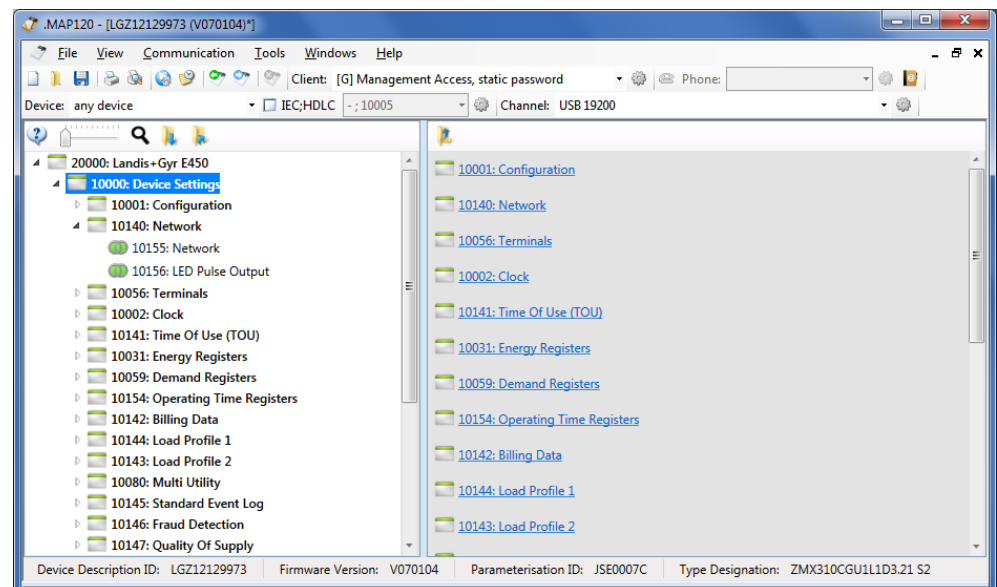 .MAP120 - [LGZ12129973 (V070104)*]
File View Communication Tools Windows Help
Client: [G] Management Access, static password Phone:
Device: any device IEC;HDLC - ; 10005 Channel: USB 19200
20000: Landis+Gyr E450
10000: Device Settings
10001: Configuration
10140: Network
10155: Network
10156: LED Pulse Output
10056: Terminals
10002: Clock
10141: Time Of Use (TOU)
10031: Energy Registers
10059: Demand Registers
10154: Operating Time Registers
10142: Billing Data
10144: Load Profile 1
10143: Load Profile 2
10080: Multi Utility
10145: Standard Event Log
10146: Fraud Detection
10147: Quality Of Supply
10001: Configuration
10140: Network
10056: Terminals
10002: Clock
10141: Time Of Use (TOU)
10031: Energy Registers
10059: Demand Registers
10154: Operating Time Registers
10142: Billing Data
10144: Load Profile 1
10143: Load Profile 2
Device Description ID: LGZ12129973 Firmware Version: V070104 Parameterisation ID: JSE0007C Type Designation: ZMX310CGU1L1D3.21 S2